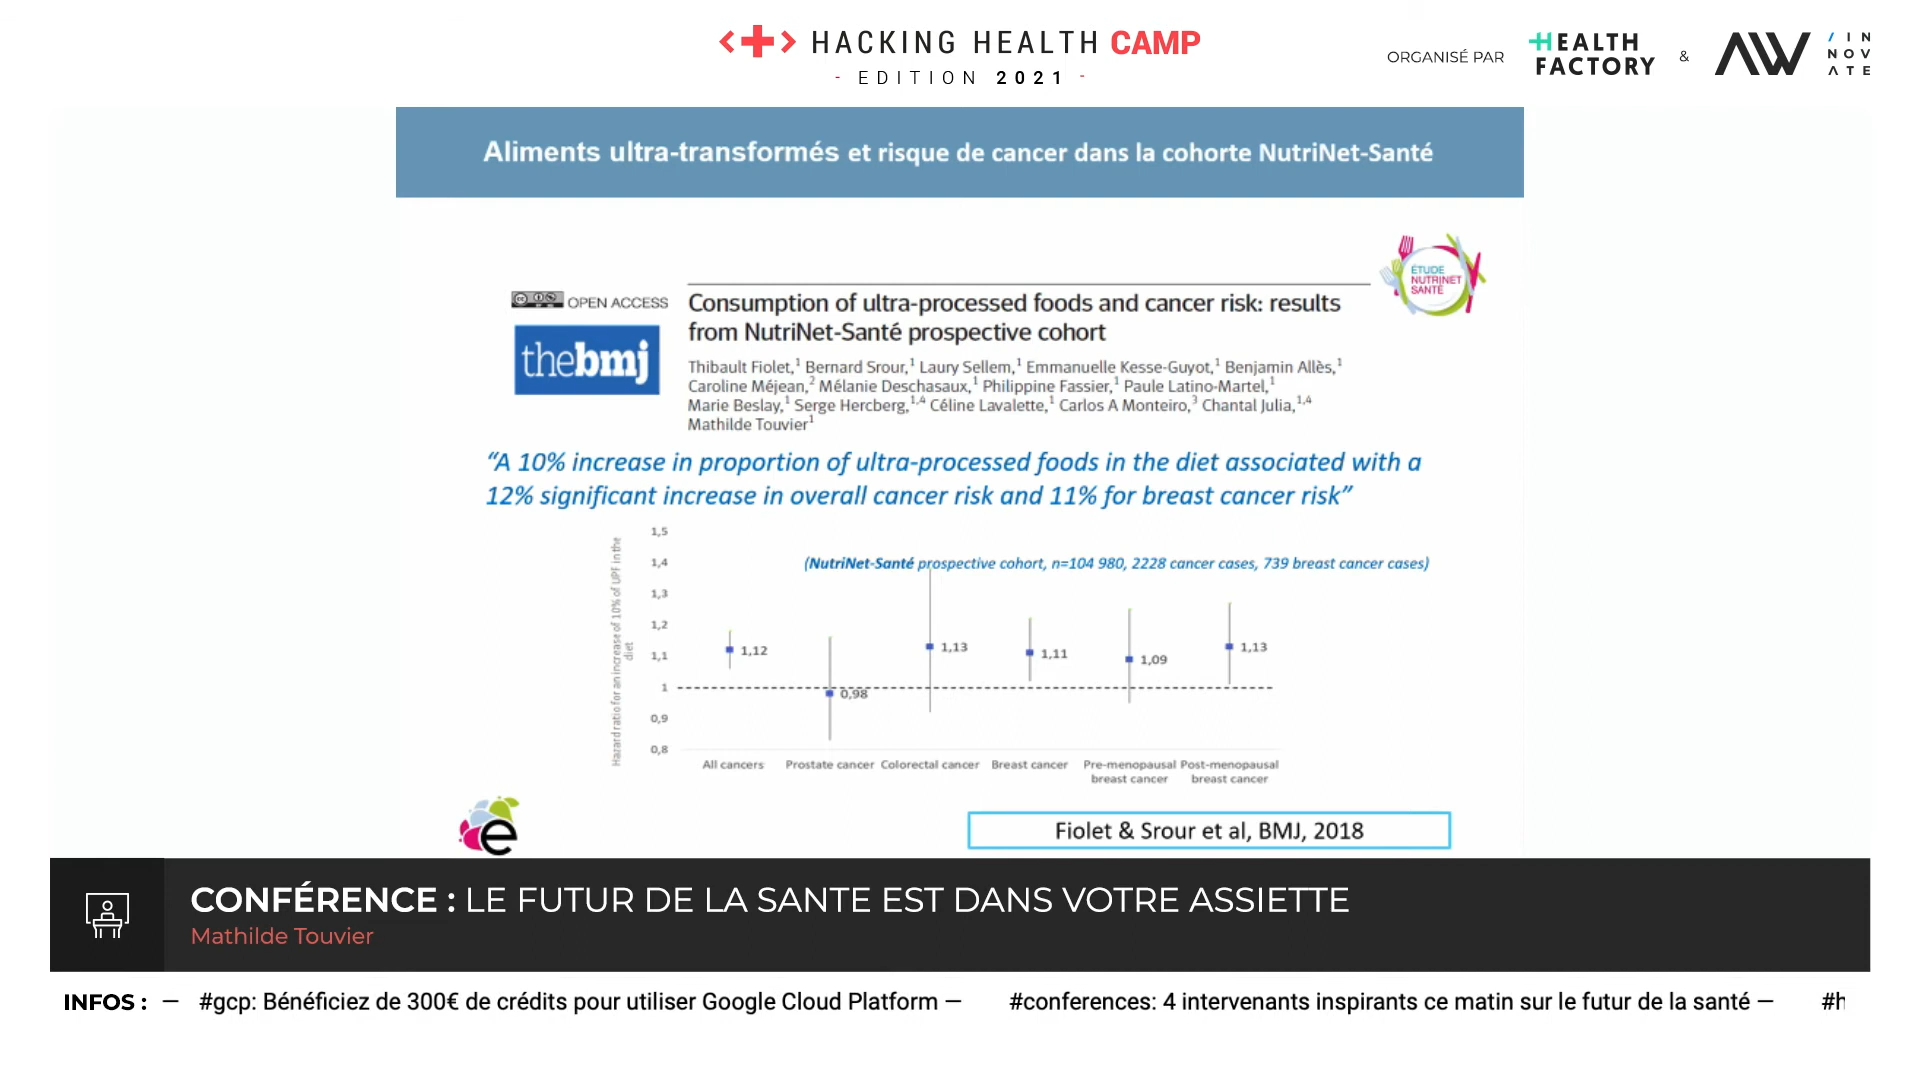 HACKING HEALTH CAMP
- EDITION 2021 -
ORGANISÉ PAR
HEALTH
FACTORY
&
AW
/IN
NOV
ATE
Aliments ultra-transformés et risque de cancer dans la cohorte NutriNet-Santé
ÉTUDE
NUTRINET
SANTÉ
OPEN ACCESS
thebmj
Consumption of ultra-processed foods and cancer risk: results
from NutriNet-Santé prospective cohort
Thibault Fiolet,1 Bernard Srour,1 Laury Sellem,1 Emmanuelle Kesse-Guyot,1 Benjamin Allès,1
Caroline Méjean,2 Mélanie Deschasaux,1 Philippine Fassier,1 Paule Latino-Martel,1
Marie Beslay,1 Serge Hercberg,1,4 Céline Lavalette,1 Carlos A Monteiro,3 Chantal Julia,1,4
Mathilde Touvier1
“A 10% increase in proportion of ultra-processed foods in the diet associated with a
12% significant increase in overall cancer risk and 11% for breast cancer risk”
(NutriNet-Santé prospective cohort, n=104 980, 2228 cancer cases, 739 breast cancer cases)
Hazard ratio for an increase of 10% of UPF in the
diet
1,5
1,4
1,3
1,2
1,1
1
0,9
0,8
1,12
0,98
1,13
1,11
1,09
1,13
All cancers
Prostate cancer
Colorectal cancer
Breast cancer
Pre-menopausal
breast cancer
Post-menopausal
breast cancer
e
Fiolet & Srour et al, BMJ, 2018
CONFÉRENCE : LE FUTUR DE LA SANTE EST DANS VOTRE ASSIETTE
Mathilde Touvier
INFOS : — #gcp: Bénéficiez de 300€ de crédits pour utiliser Google Cloud Platform — #conferences: 4 intervenants inspirants ce matin sur le futur de la santé — #h